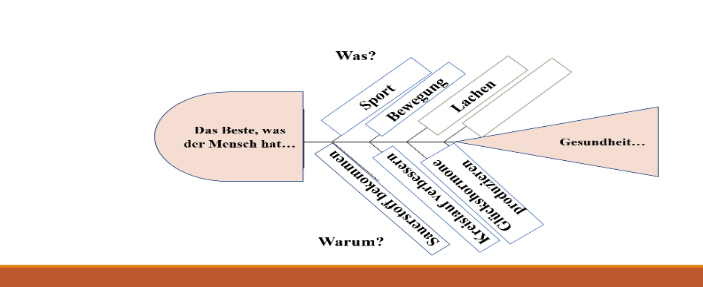 Was?
Sport
Bewegung
Lachen
Das Beste, was
der Mensch hat...
Gesundheit...
Sauerstoff bekommen
Kreislauf verbessern
Glückshormone
produzieren
Warum?